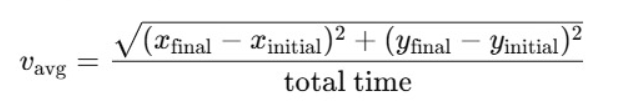 v_avg = √((x_final − x_initial)² + (y_final − y_initial)²) / total time